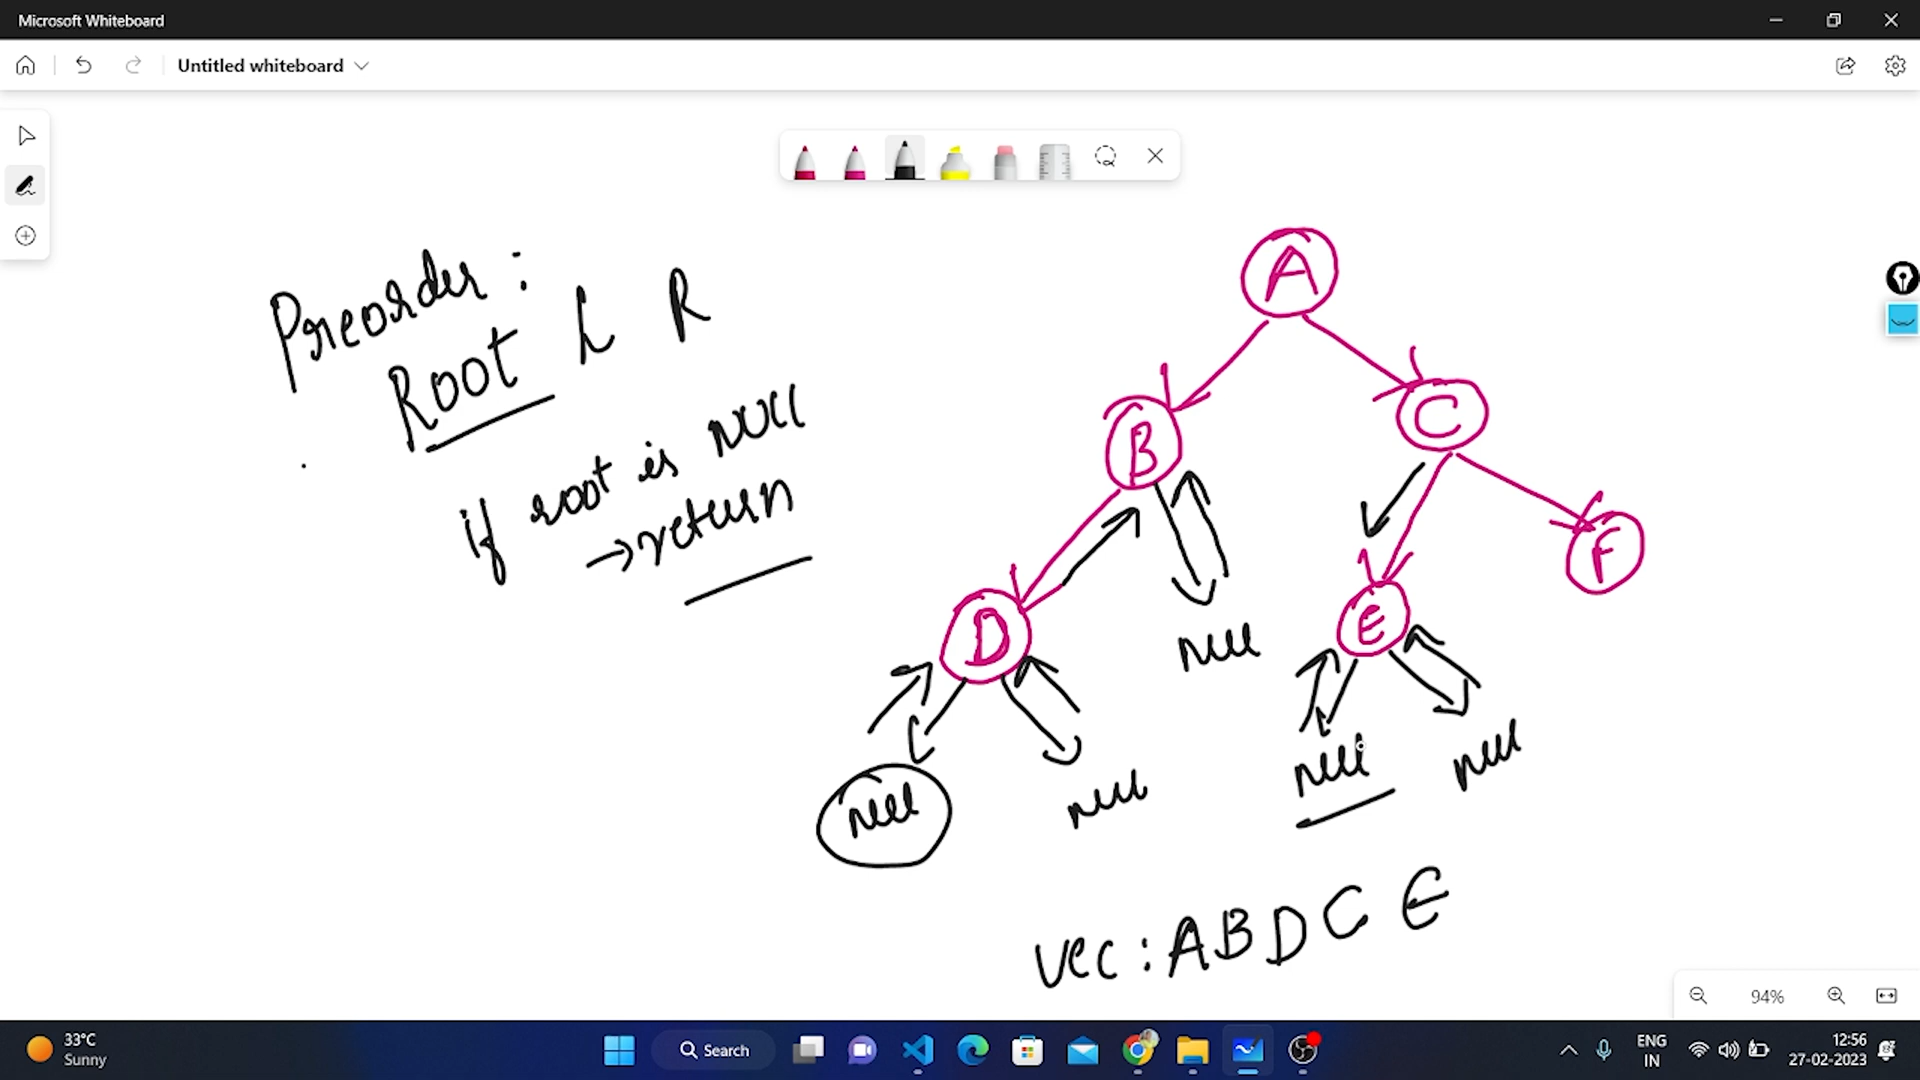 Microsoft Whiteboard
Untitled whiteboard
Preorder :
Root L R
if root is NULL
→return
A
B
C
D
E
F
null
null
null
null
null
vec : A B D C E
94%
33°C
Sunny
Search
ENG
IN
12:56
27-02-2023